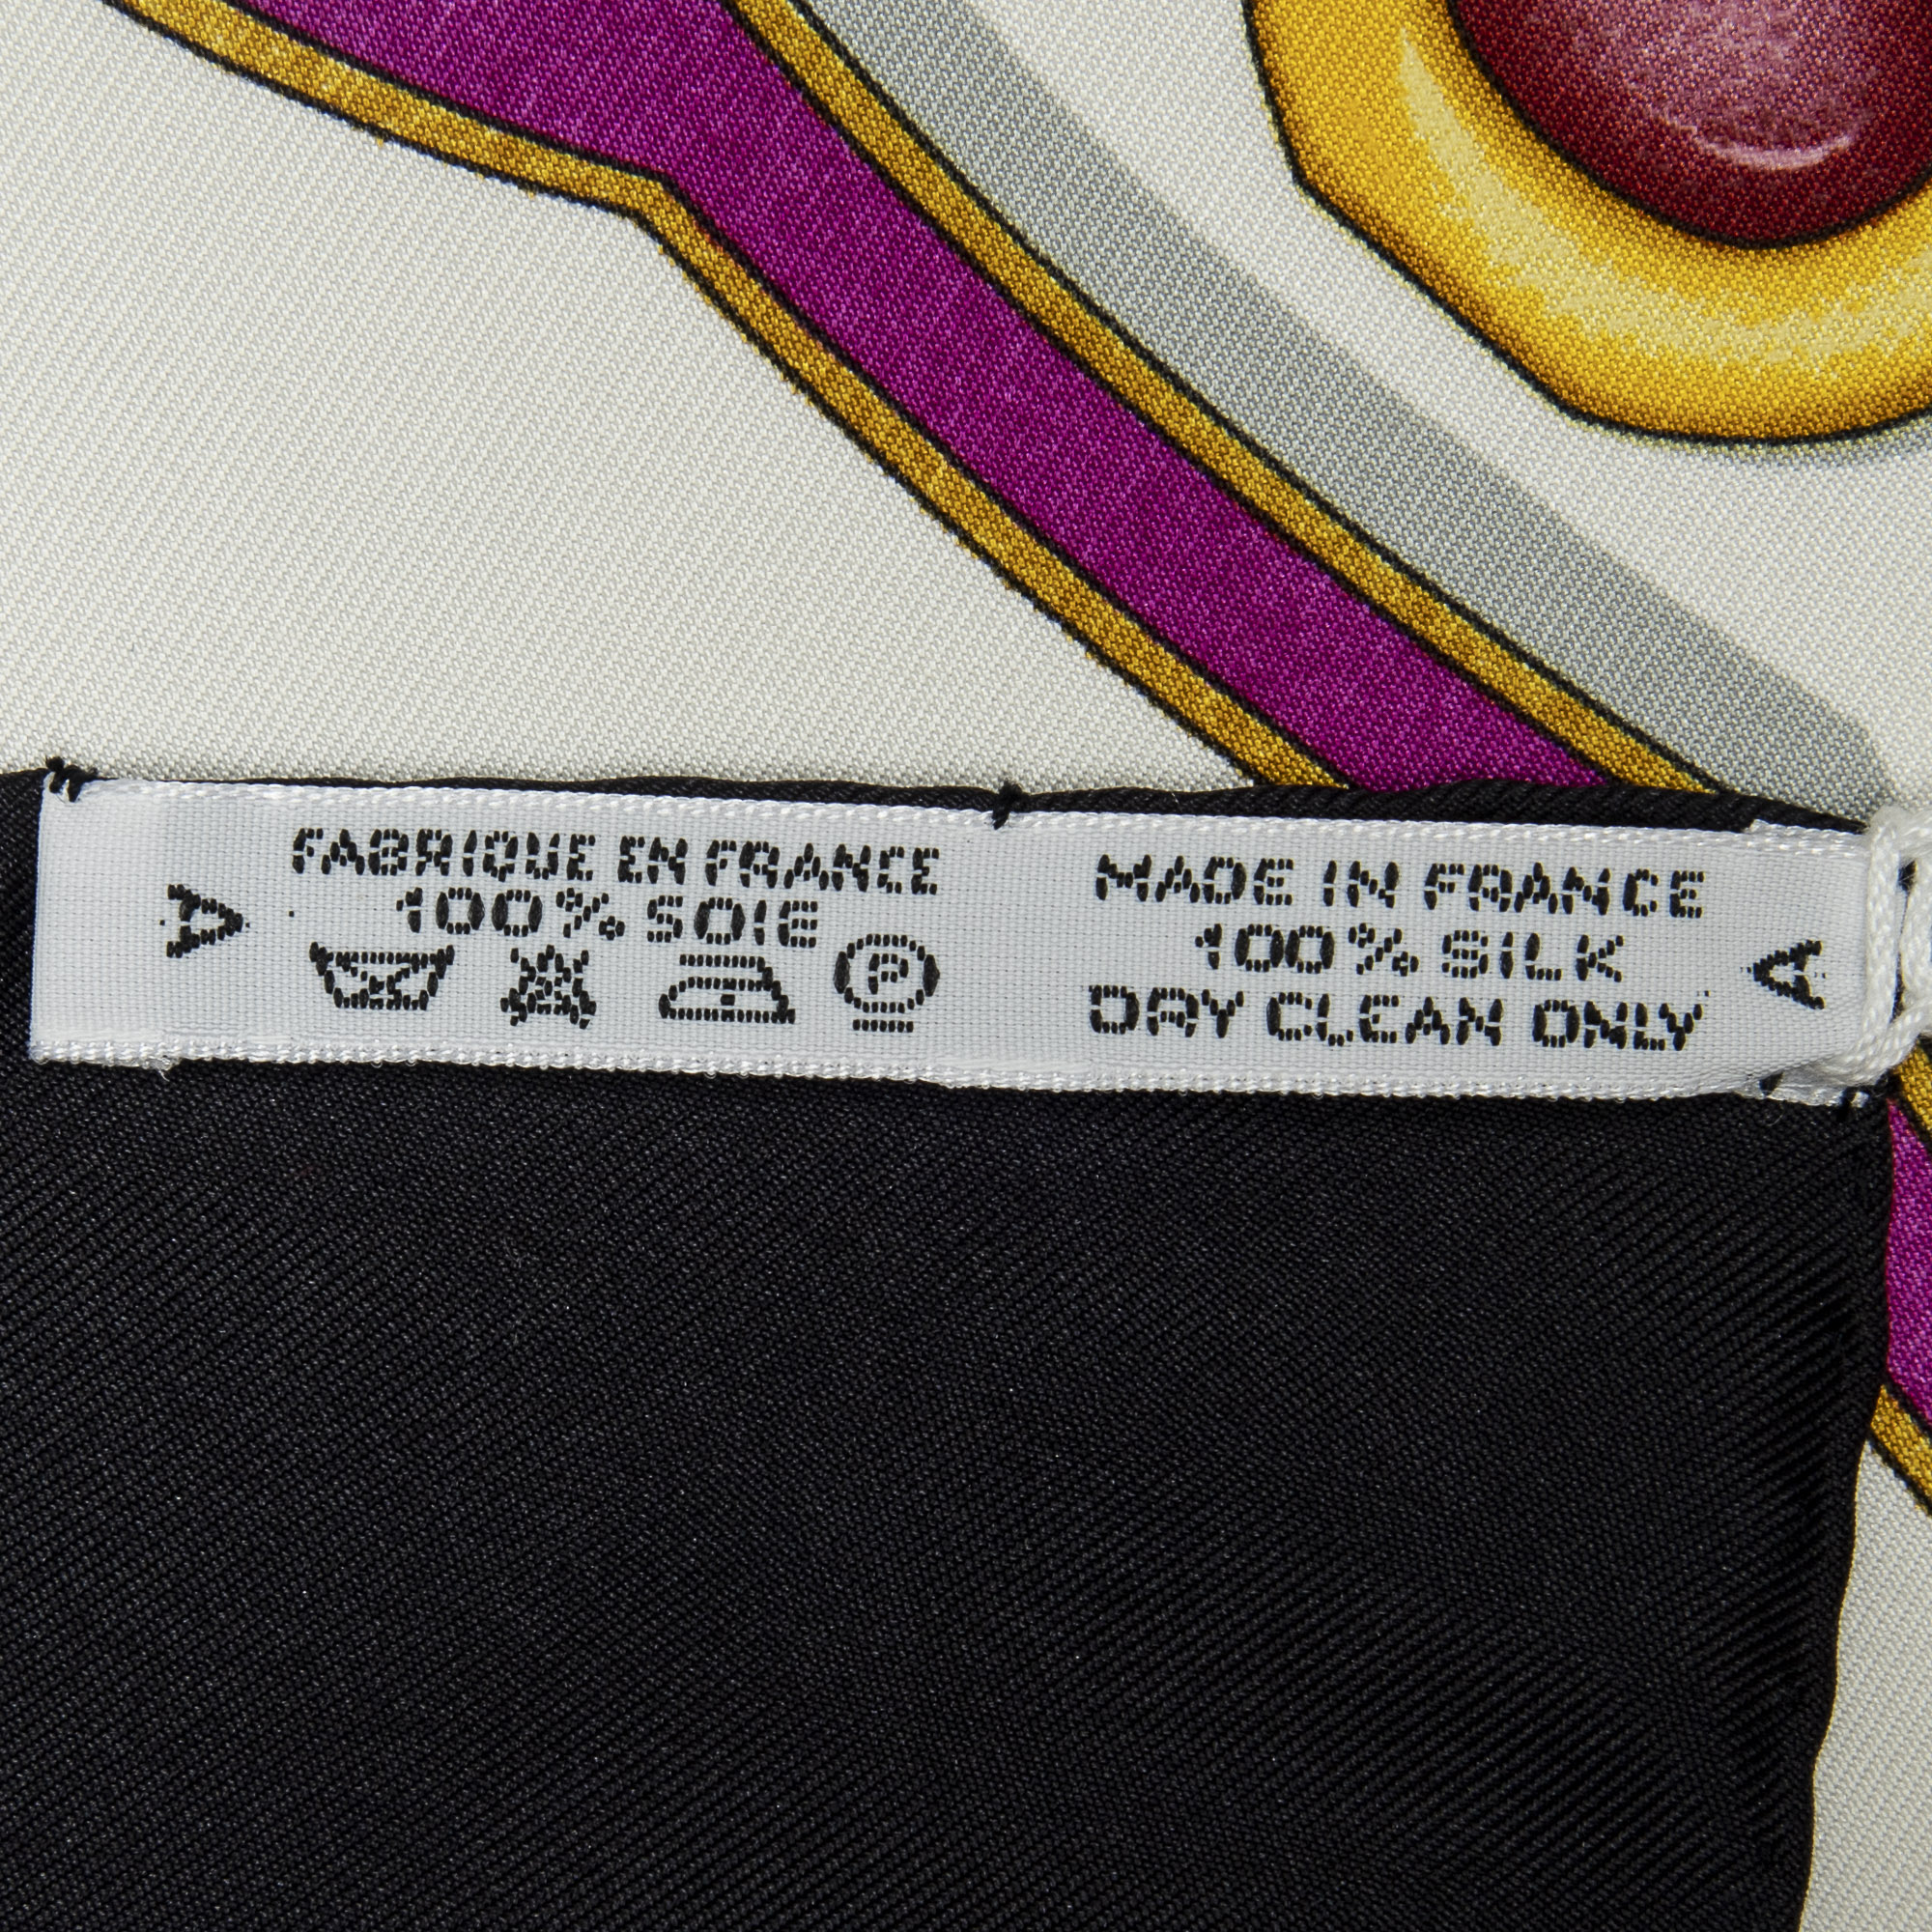 A
FABRIQUE EN FRANCE
100% SOIE
P
MADE IN FRANCE
100% SILK
DRY CLEAN ONLY
A